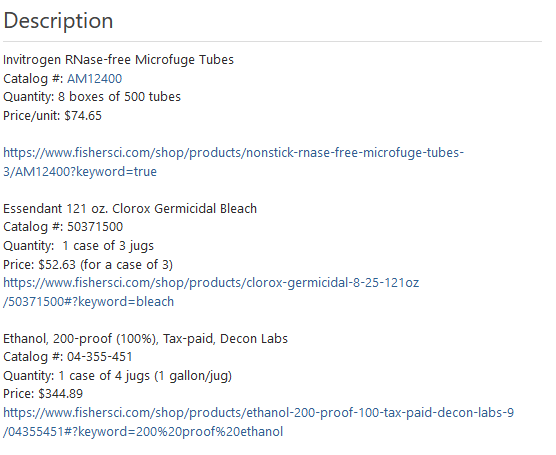 Description
Invitrogen RNase-free Microfuge Tubes
Catalog #: AM12400
Quantity: 8 boxes of 500 tubes
Price/unit: $74.65
https://www.fishersci.com/shop/products/nonstick-rnase-free-microfuge-tubes-
3/AM12400?keyword=true
Essendant 121 oz. Clorox Germicidal Bleach
Catalog #: 50371500
Quantity:  1 case of 3 jugs
Price: $52.63 (for a case of 3)
https://www.fishersci.com/shop/products/clorox-germicidal-8-25-121oz
/50371500#?keyword=bleach
Ethanol, 200-proof (100%), Tax-paid, Decon Labs
Catalog #: 04-355-451
Quantity: 1 case of 4 jugs (1 gallon/jug)
Price: $344.89
https://www.fishersci.com/shop/products/ethanol-200-proof-100-tax-paid-decon-labs-9
/04355451#?keyword=200%20proof%20ethanol